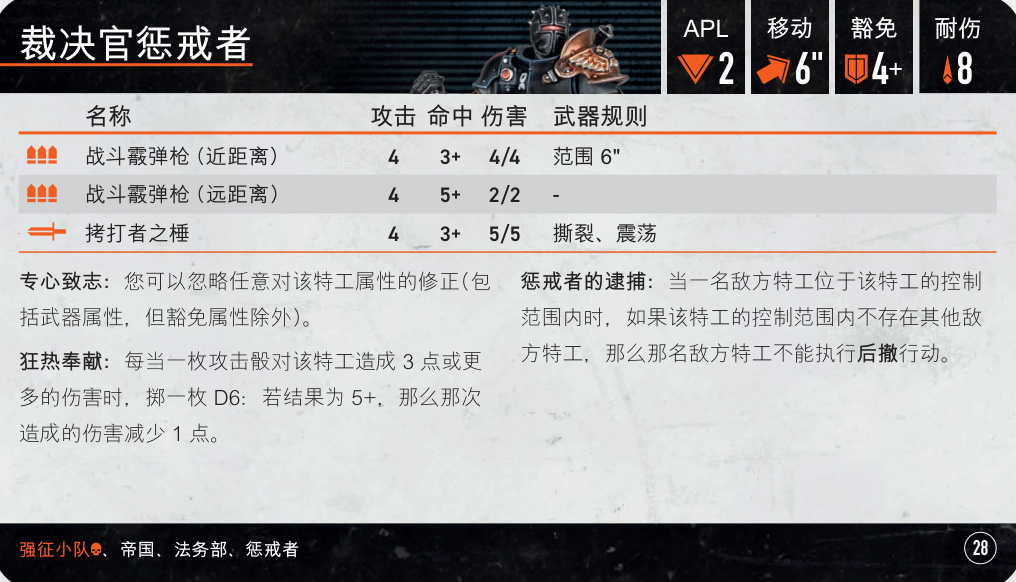 裁决官惩戒者
APL 移动 豁免 耐伤
2 6" 4+ 8
名称 攻击 命中 伤害 武器规则
战斗霰弹枪（近距离） 4 3+ 4/4 范围 6"
战斗霰弹枪（远距离） 4 5+ 2/2 -
拷打者之棰 4 3+ 5/5 撕裂、震荡
专心致志：您可以忽略任意对该特工属性的修正（包
括武器属性，但豁免属性除外）。
狂热奉献：每当一枚攻击骰对该特工造成 3 点或更
多的伤害时，掷一枚 D6：若结果为 5+，那么那次
造成的伤害减少 1 点。
惩戒者的逮捕：当一名敌方特工位于该特工的控制
范围内时，如果该特工的控制范围内不存在其他敌
方特工，那么那名敌方特工不能执行后撤行动。
强征小队、帝国、法务部、惩戒者
28